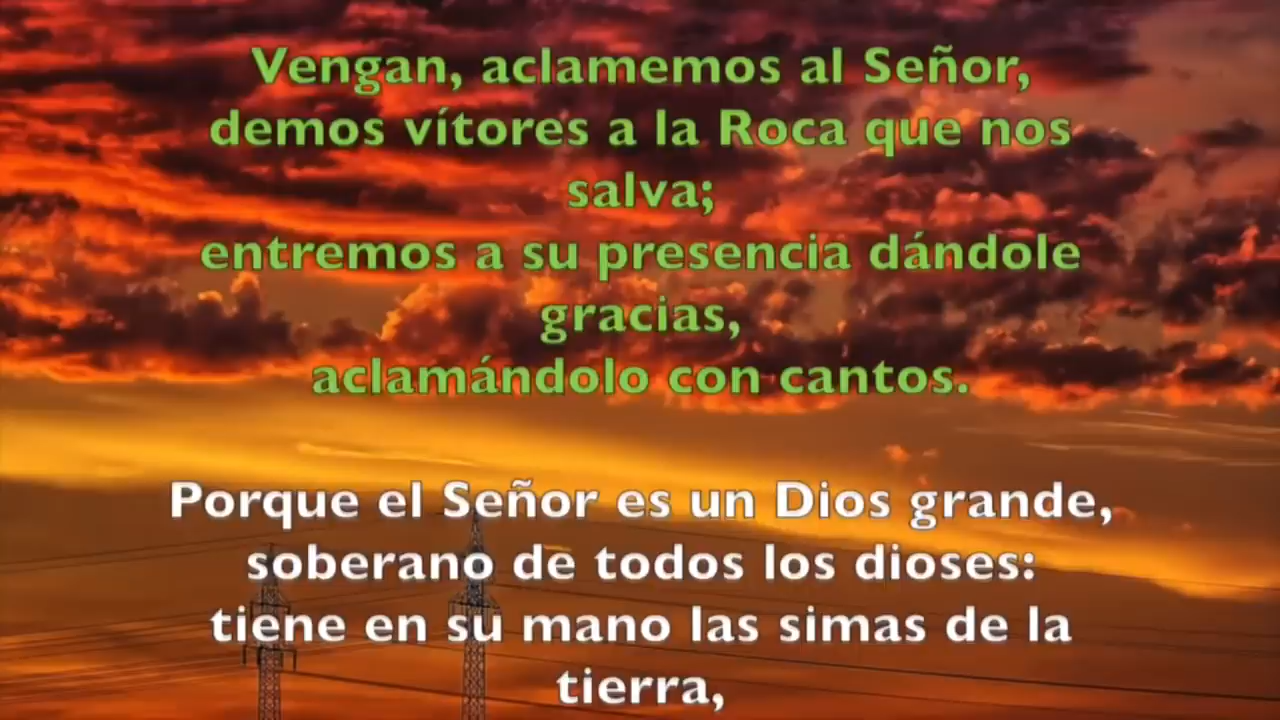 Vengan, aclamemos al Señor,
demos vítores a la Roca que nos
salva;
entremos a su presencia dándole
gracias,
aclamándolo con cantos.
Porque el Señor es un Dios grande,
soberano de todos los dioses:
tiene en su mano las simas de la
tierra,